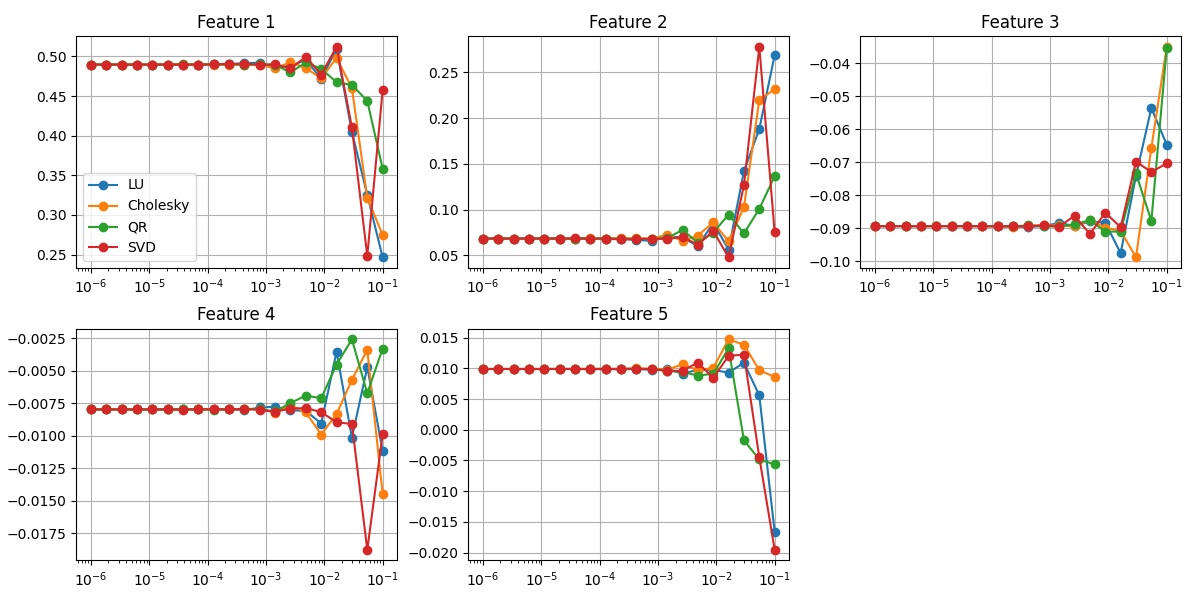 Feature 1
0.50
0.45
0.40
0.35
0.30
0.25
LU
Cholesky
QR
SVD
10⁻⁶ 10⁻⁵ 10⁻⁴ 10⁻³ 10⁻² 10⁻¹
Feature 2
0.25
0.20
0.15
0.10
0.05
10⁻⁶ 10⁻⁵ 10⁻⁴ 10⁻³ 10⁻² 10⁻¹
Feature 3
−0.04
−0.05
−0.06
−0.07
−0.08
−0.09
−0.10
10⁻⁶ 10⁻⁵ 10⁻⁴ 10⁻³ 10⁻² 10⁻¹
Feature 4
−0.0025
−0.0050
−0.0075
−0.0100
−0.0125
−0.0150
−0.0175
10⁻⁶ 10⁻⁵ 10⁻⁴ 10⁻³ 10⁻² 10⁻¹
Feature 5
0.015
0.010
0.005
0.000
−0.005
−0.010
−0.015
−0.020
10⁻⁶ 10⁻⁵ 10⁻⁴ 10⁻³ 10⁻² 10⁻¹